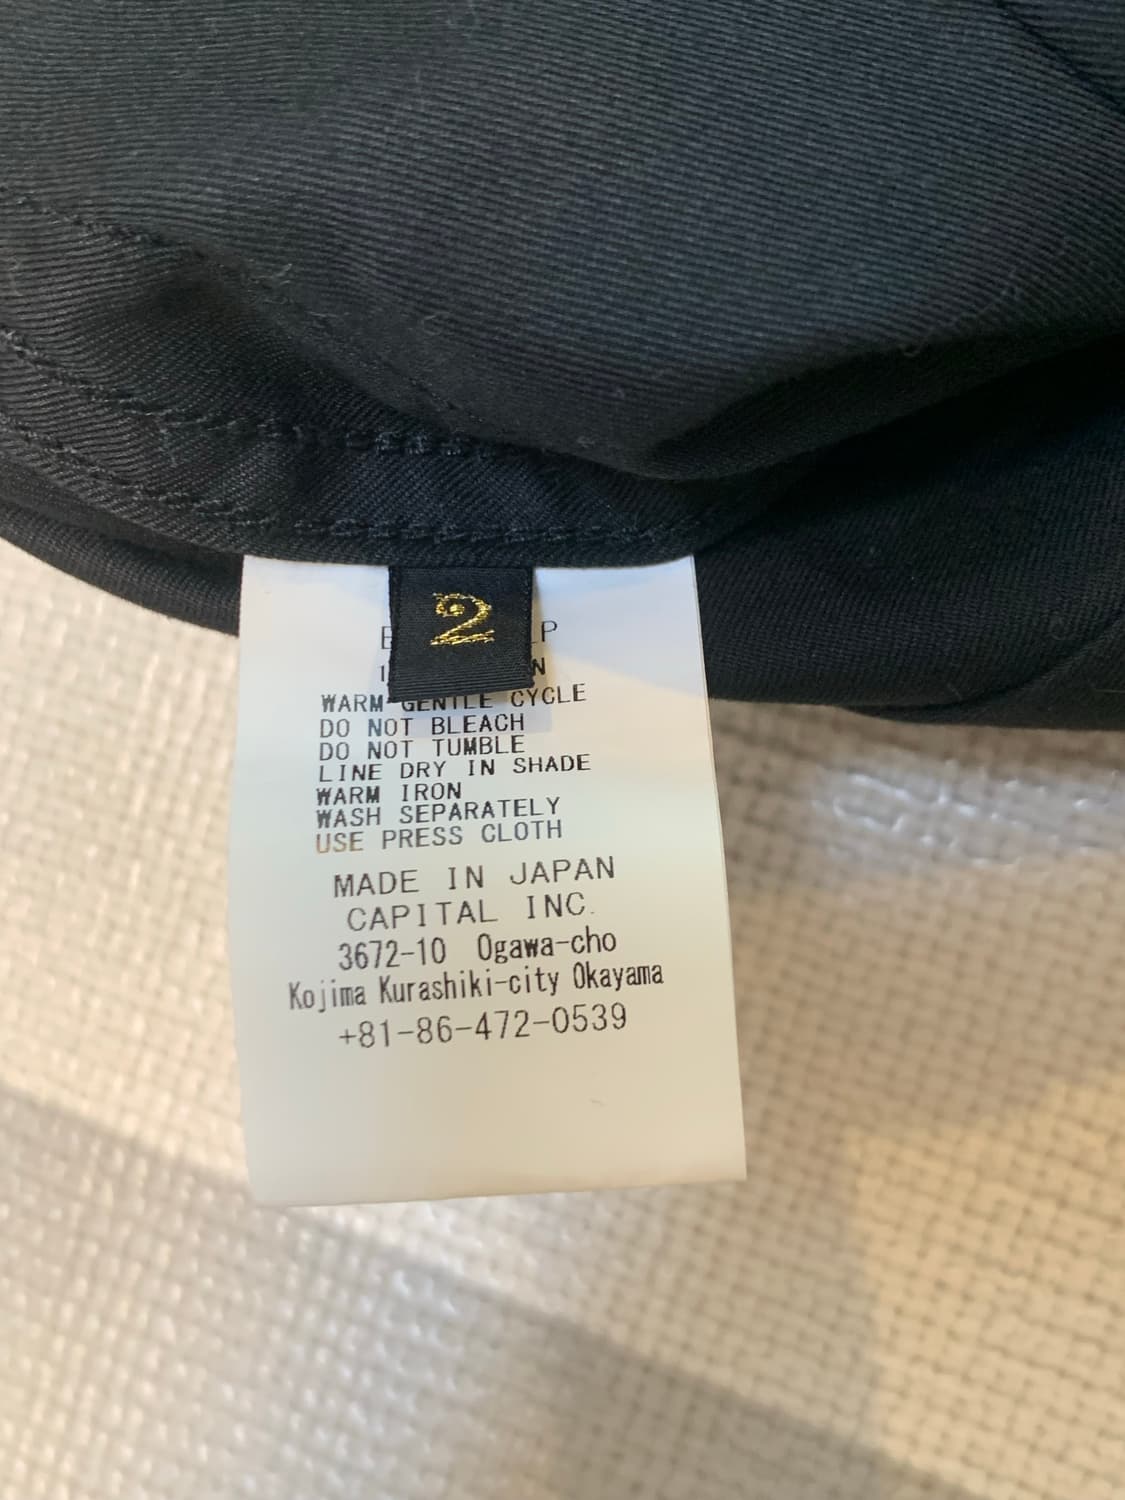 2
WARM GENTLE CYCLE
DO NOT BLEACH
DO NOT TUMBLE
LINE DRY IN SHADE
WARM IRON
WASH SEPARATELY
USE PRESS CLOTH
MADE IN JAPAN
CAPITAL INC.
3672-10 Ogawa-cho
Kojima Kurashiki-city Okayama
+81-86-472-0539